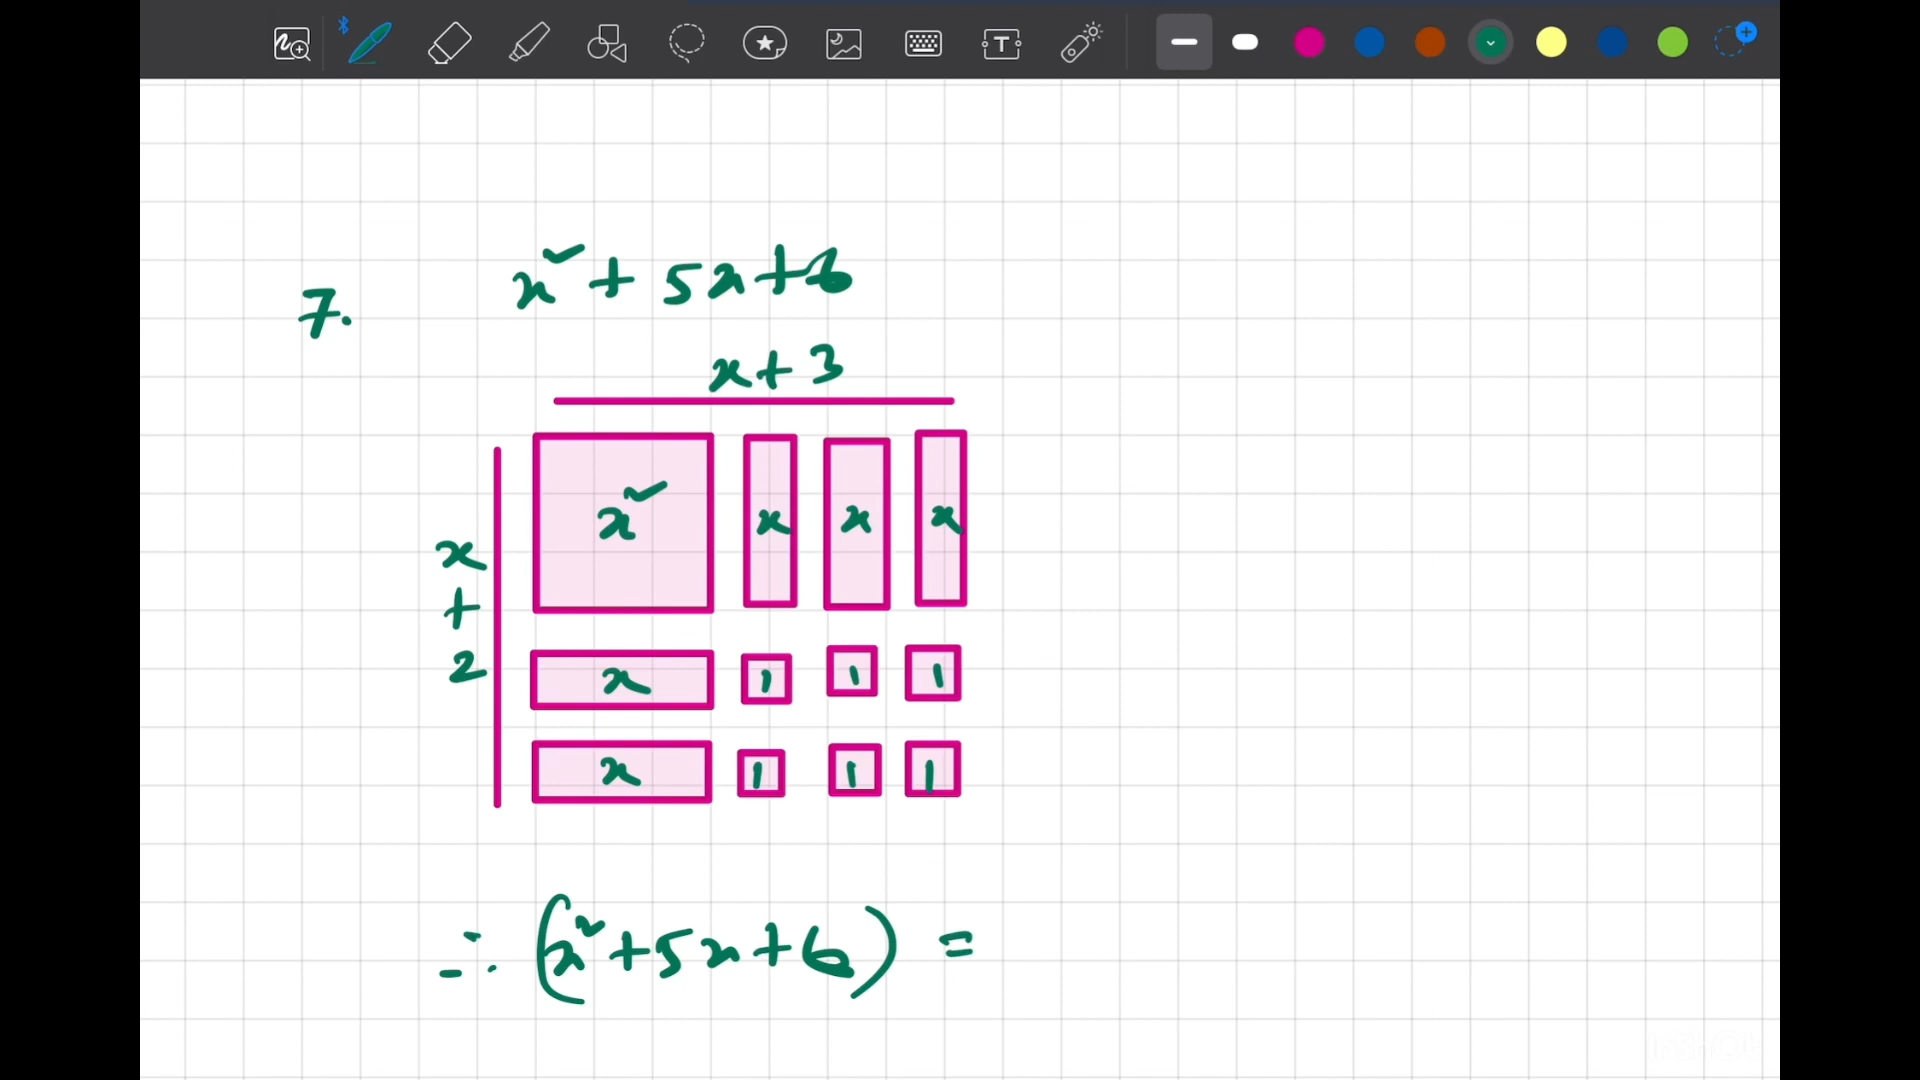 7. x² + 5x + 6
x + 3
x² x x x
x
+
2
x 1 1 1
x 1 1 1
∴ (x² + 5x + 6) =